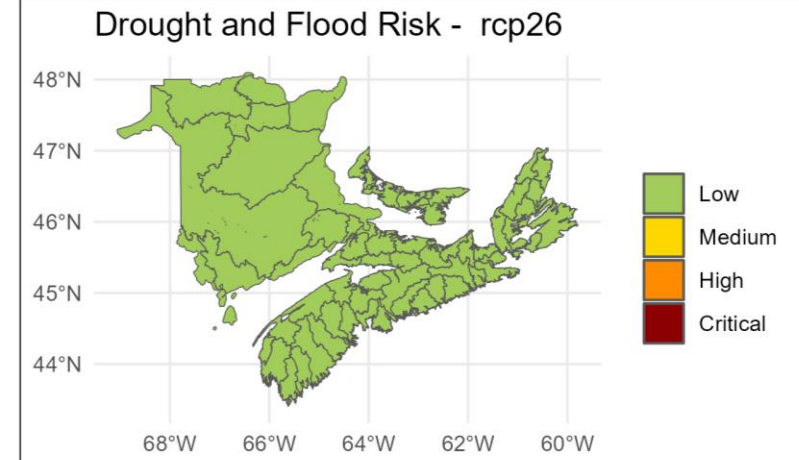 Drought and Flood Risk - rcp26
48°N
47°N
46°N
45°N
44°N
68°W 66°W 64°W 62°W 60°W
Low
Medium
High
Critical